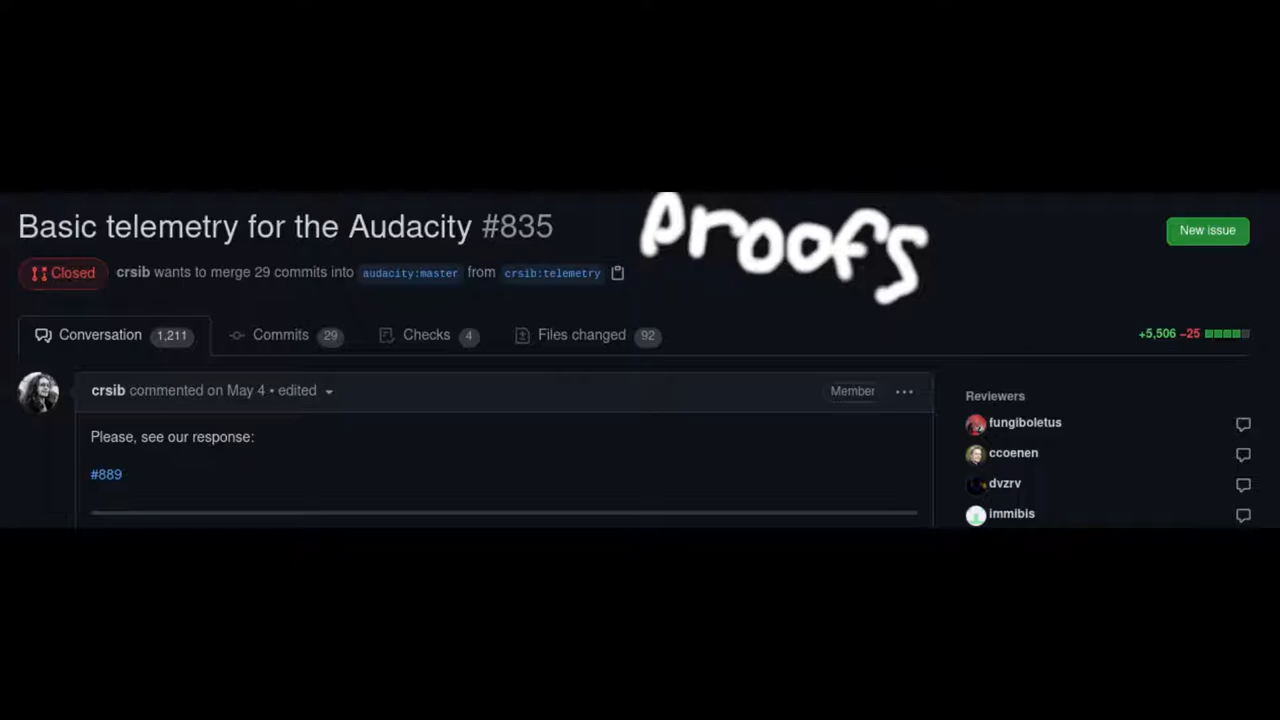 Basic telemetry for the Audacity #835
proofs
New issue
Closed crsib wants to merge 29 commits into audacity:master from crsib:telemetry
Conversation 1,211 Commits 29 Checks 4 Files changed 92
+5,506 −25
crsib commented on May 4 • edited
Member
Please, see our response:
#889
Reviewers
fungiboletus
ccoenen
dvzrv
immibis